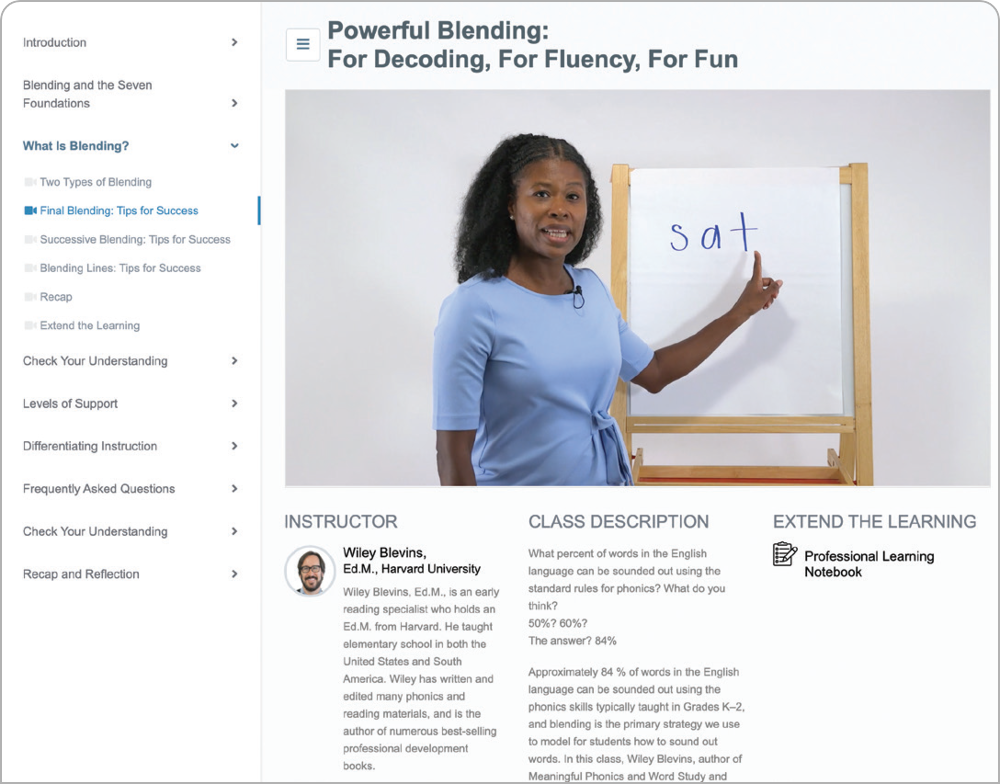 Introduction
Blending and the Seven
Foundations
What Is Blending?
Two Types of Blending
Final Blending: Tips for Success
Successive Blending: Tips for Success
Blending Lines: Tips for Success
Recap
Extend the Learning
Check Your Understanding
Levels of Support
Differentiating Instruction
Frequently Asked Questions
Check Your Understanding
Recap and Reflection
Powerful Blending:
For Decoding, For Fluency, For Fun
sat
INSTRUCTOR
Wiley Blevins,
Ed.M., Harvard University
Wiley Blevins, Ed.M., is an early
reading specialist who holds an
Ed.M. from Harvard. He taught
elementary school in both the
United States and South
America. Wiley has written and
edited many phonics and
reading materials, and is the
author of numerous best-selling
professional development
books.
CLASS DESCRIPTION
What percent of words in the English
language can be sounded out using the
standard rules for phonics? What do you
think?
50%? 60%?
The answer? 84%
Approximately 84 % of words in the English
language can be sounded out using the
phonics skills typically taught in Grades K–2,
and blending is the primary strategy we use
to model for students how to sound out
words. In this class, Wiley Blevins, author of
Meaningful Phonics and Word Study and
EXTEND THE LEARNING
Professional Learning
Notebook